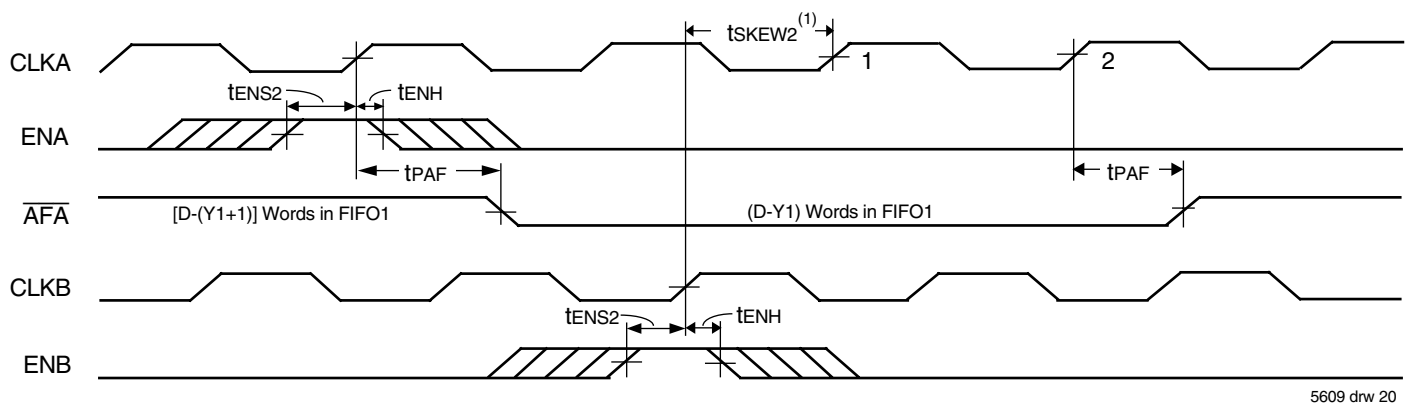 tSKEW2(1)
CLKA 1 2
tENS2 tENH
ENA
tPAF tPAF
AFA [D-(Y1+1)] Words in FIFO1 (D-Y1) Words in FIFO1
CLKB
tENS2 tENH
ENB
5609 drw 20